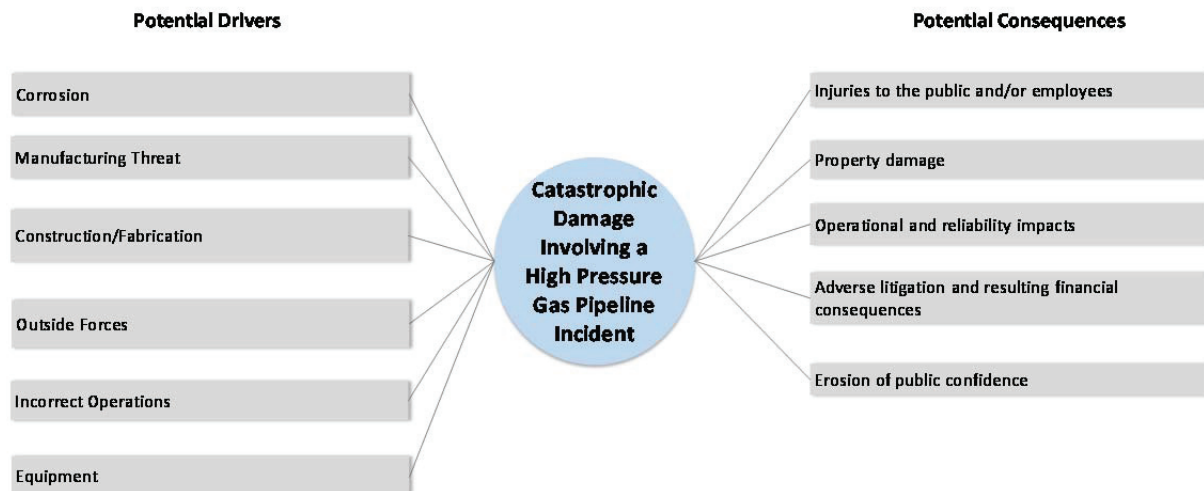 Potential Drivers
Corrosion
Manufacturing Threat
Construction/Fabrication
Outside Forces
Incorrect Operations
Equipment
Catastrophic
Damage
Involving a
High Pressure
Gas Pipeline
Incident
Potential Consequences
Injuries to the public and/or employees
Property damage
Operational and reliability impacts
Adverse litigation and resulting financial
consequences
Erosion of public confidence